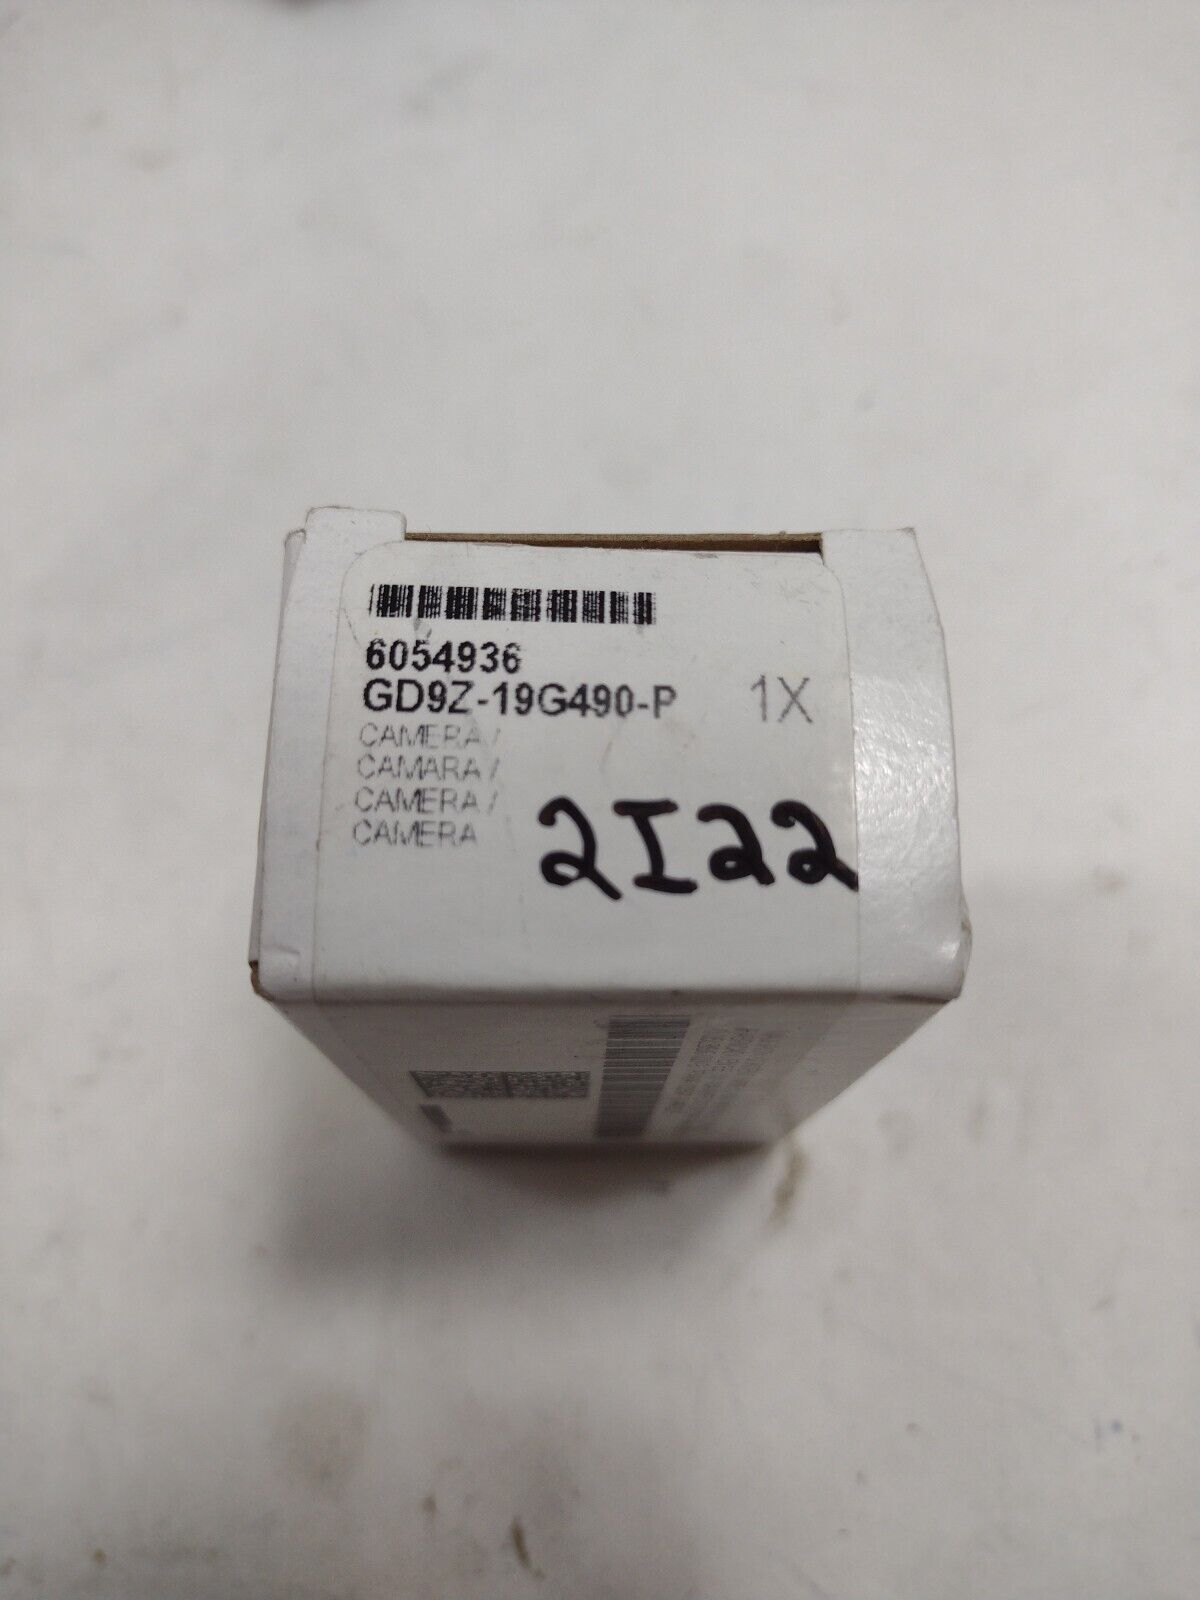 6054936
GD9Z-19G490-P 1X
CAMERA /
CAMARA /
CAMERA /
CAMERA
2I22